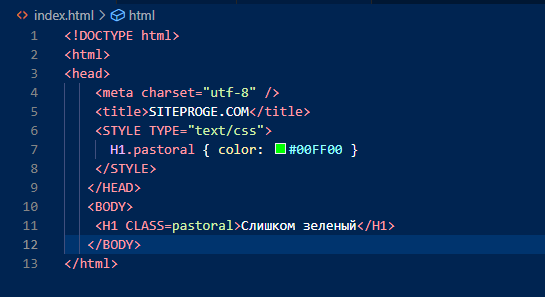 index.html > html
1 <!DOCTYPE html>
2 <html>
3 <head>
4 <meta charset="utf-8" />
5 <title>SITEPROGE.COM</title>
6 <STYLE TYPE="text/css">
7 H1.pastoral { color: #00FF00 }
8 </STYLE>
9 </HEAD>
10 <BODY>
11 <H1 CLASS=pastoral>Слишком зеленый</H1>
12 </BODY>
13 </html>